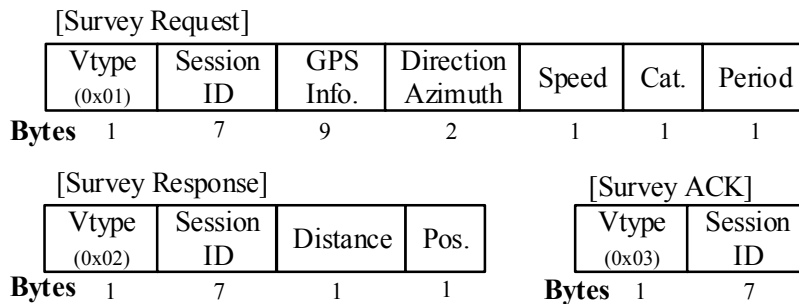 [Survey Request]
Vtype Session GPS Direction Speed Cat. Period
(0x01) ID Info. Azimuth
Bytes 1 7 9 2 1 1 1
[Survey Response] [Survey ACK]
Vtype Session Distance Pos. Vtype Session
(0x02) ID (0x03) ID
Bytes 1 7 1 1 Bytes 1 7